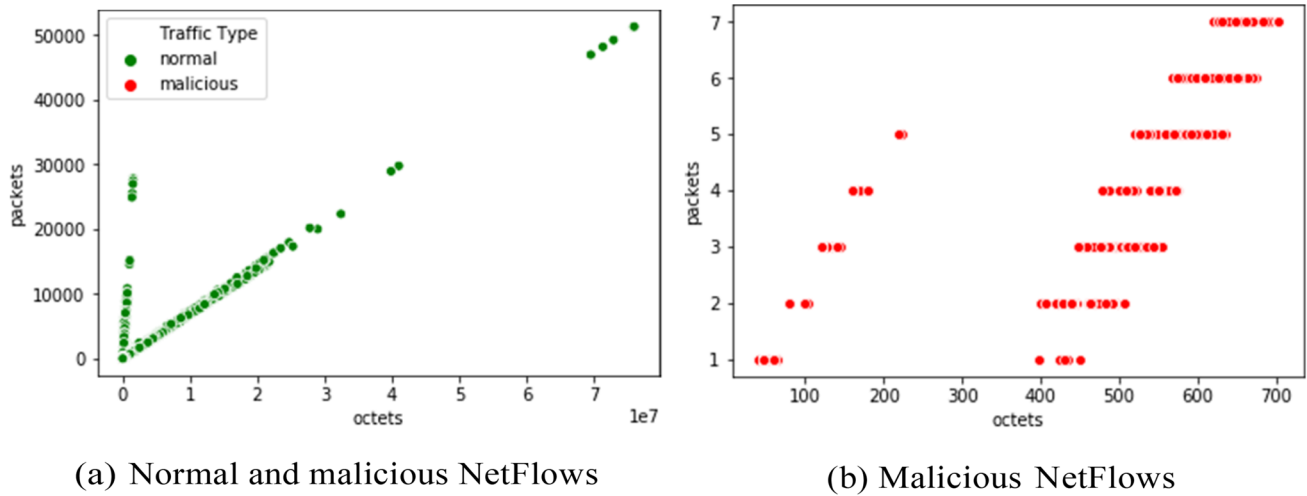 Traffic Type
normal
malicious
50000
40000
30000
20000
10000
0
packets
0 1 2 3 4 5 6 7
1e7
octets
(a) Normal and malicious NetFlows
7
6
5
4
3
2
1
packets
100 200 300 400 500 600 700
octets
(b) Malicious NetFlows